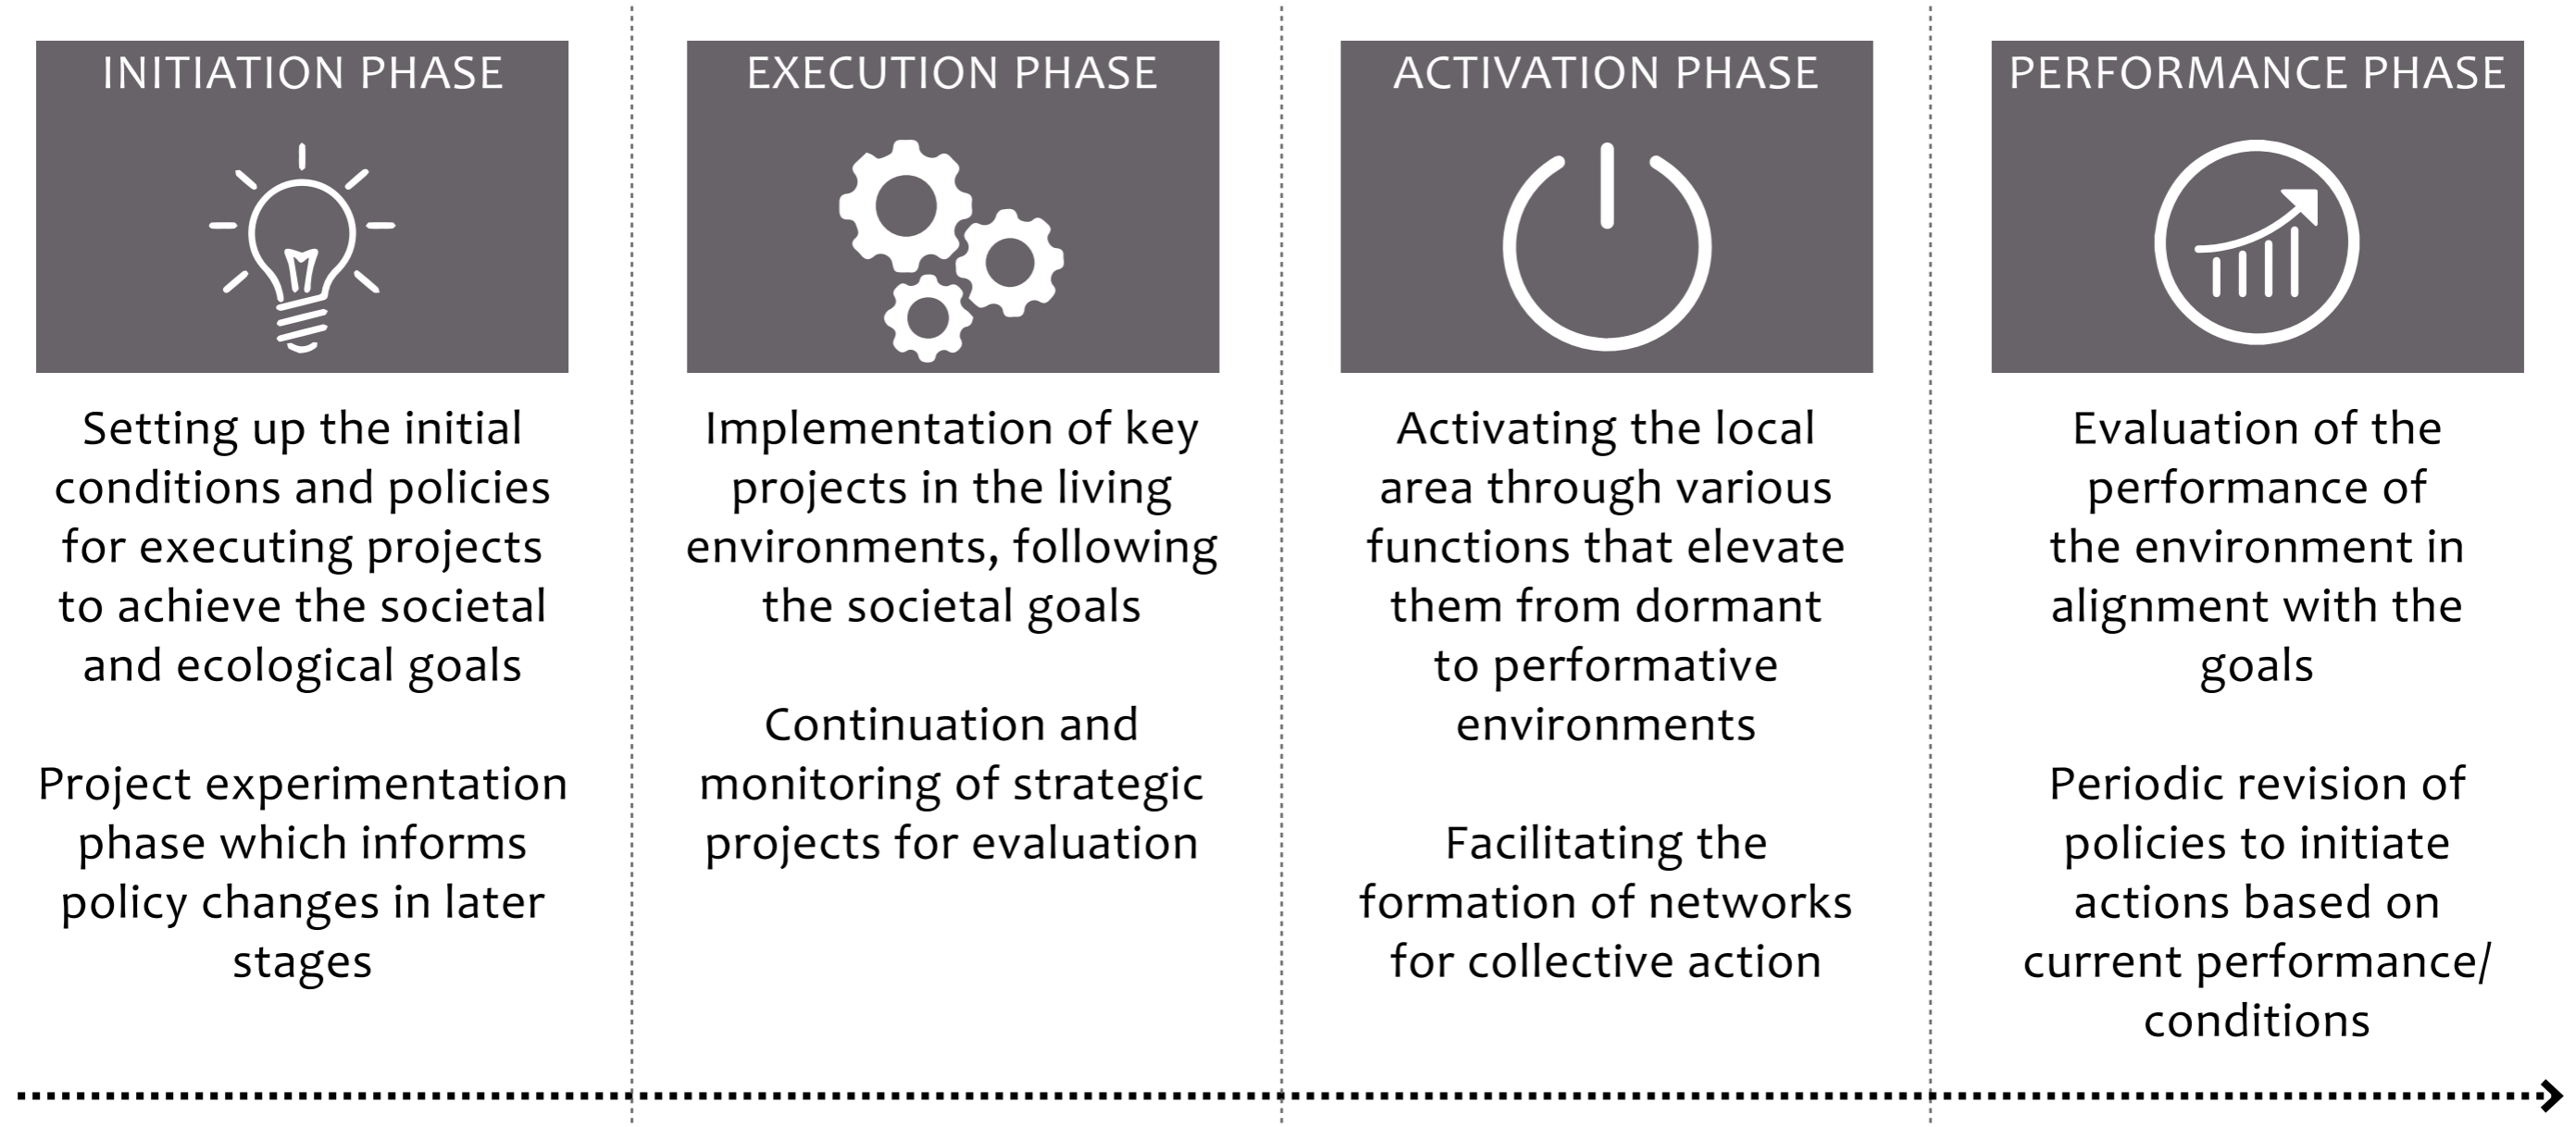 INITIATION PHASE
Setting up the initial
conditions and policies
for executing projects
to achieve the societal
and ecological goals
Project experimentation
phase which informs
policy changes in later
stages
EXECUTION PHASE
Implementation of key
projects in the living
environments, following
the societal goals
Continuation and
monitoring of strategic
projects for evaluation
ACTIVATION PHASE
Activating the local
area through various
functions that elevate
them from dormant
to performative
environments
Facilitating the
formation of networks
for collective action
PERFORMANCE PHASE
Evaluation of the
performance of
the environment in
alignment with the
goals
Periodic revision of
policies to initiate
actions based on
current performance/
conditions